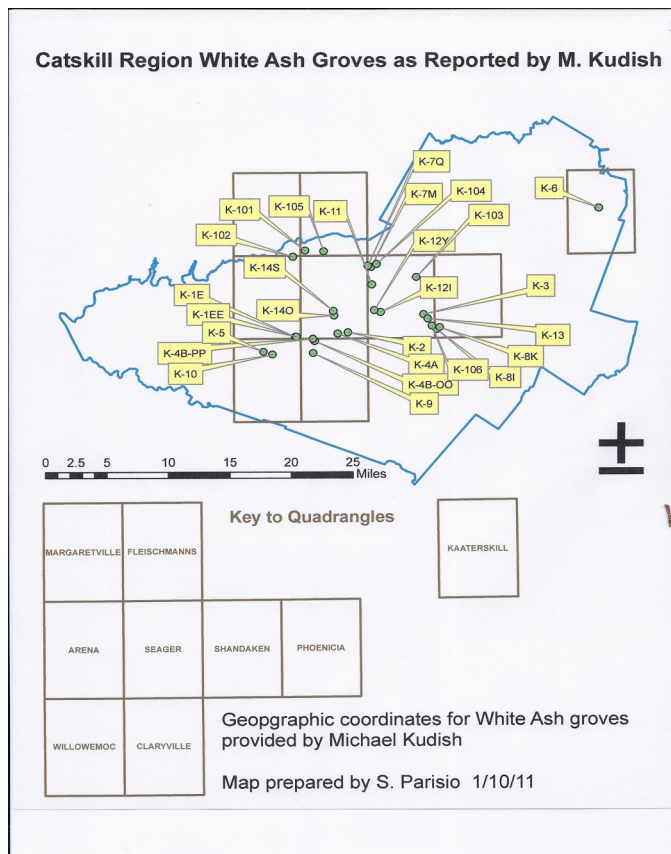 Catskill Region White Ash Groves as Reported by M. Kudish
K-7Q
K-6
K-7M
K-104
K-101
K-105
K-11
K-103
K-102
K-12Y
K-14S
K-12I
K-3
K-1E
K-1EE
K-14O
K-5
K-13
K-4B-PP
K-2
K-8K
K-10
K-4A
K-106
K-8I
K-4B-OO
K-9
0 2.5 5 10 15 20 25
Miles
Key to Quadrangles
MARGARETVILLE FLEISCHMANNS
KAATERSKILL
ARENA SEAGER SHANDAKEN PHOENICIA
WILLOWEMOC CLARYVILLE
Geopgraphic coordinates for White Ash groves
provided by Michael Kudish
Map prepared by S. Parisio 1/10/11